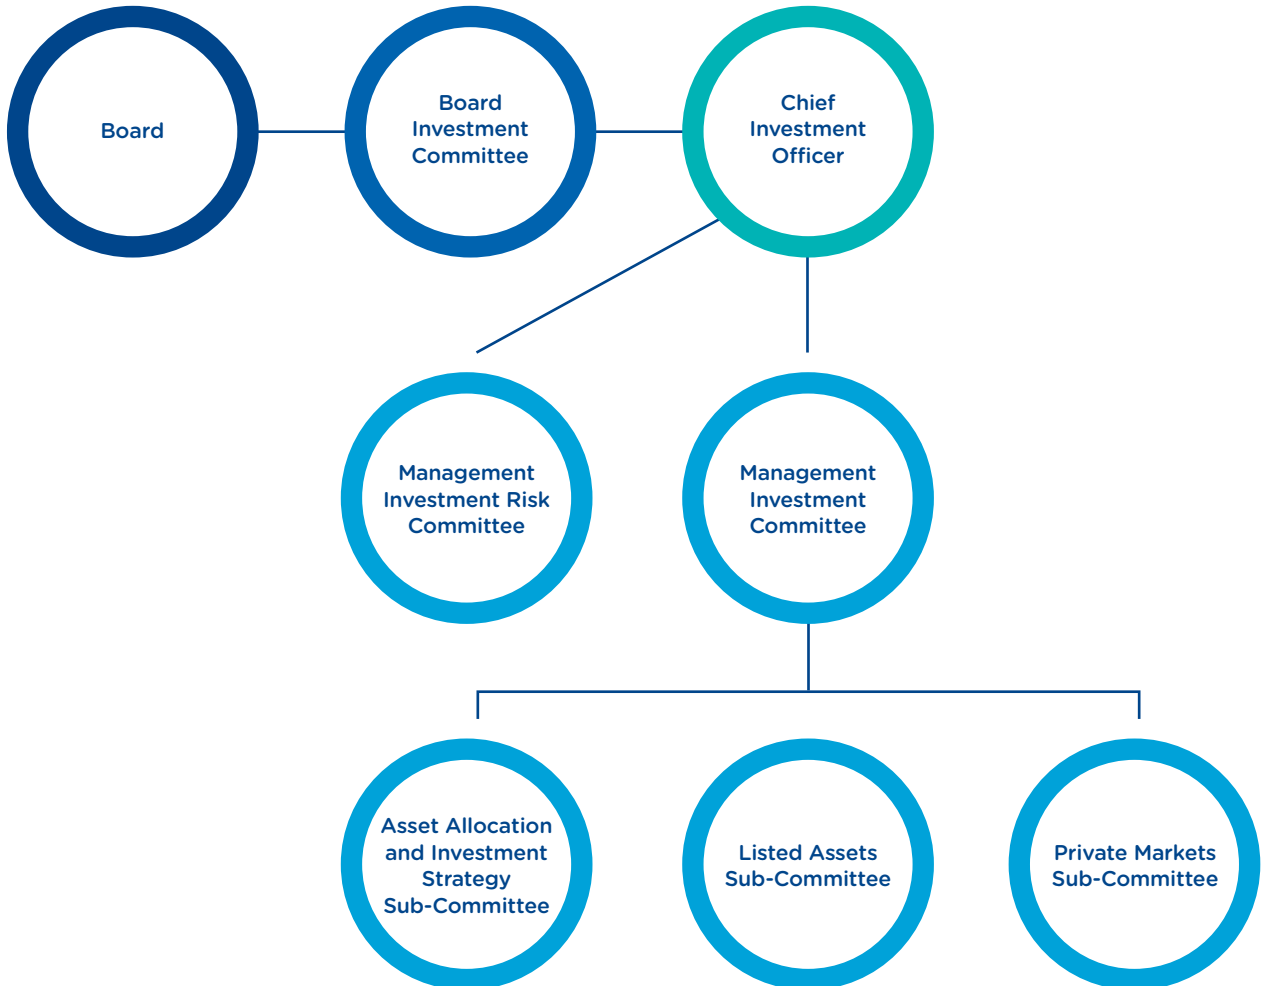 Board
Board
Investment
Committee
Chief
Investment
Officer
Management
Investment Risk
Committee
Management
Investment
Committee
Asset Allocation
and Investment
Strategy
Sub-Committee
Listed Assets
Sub-Committee
Private Markets
Sub-Committee